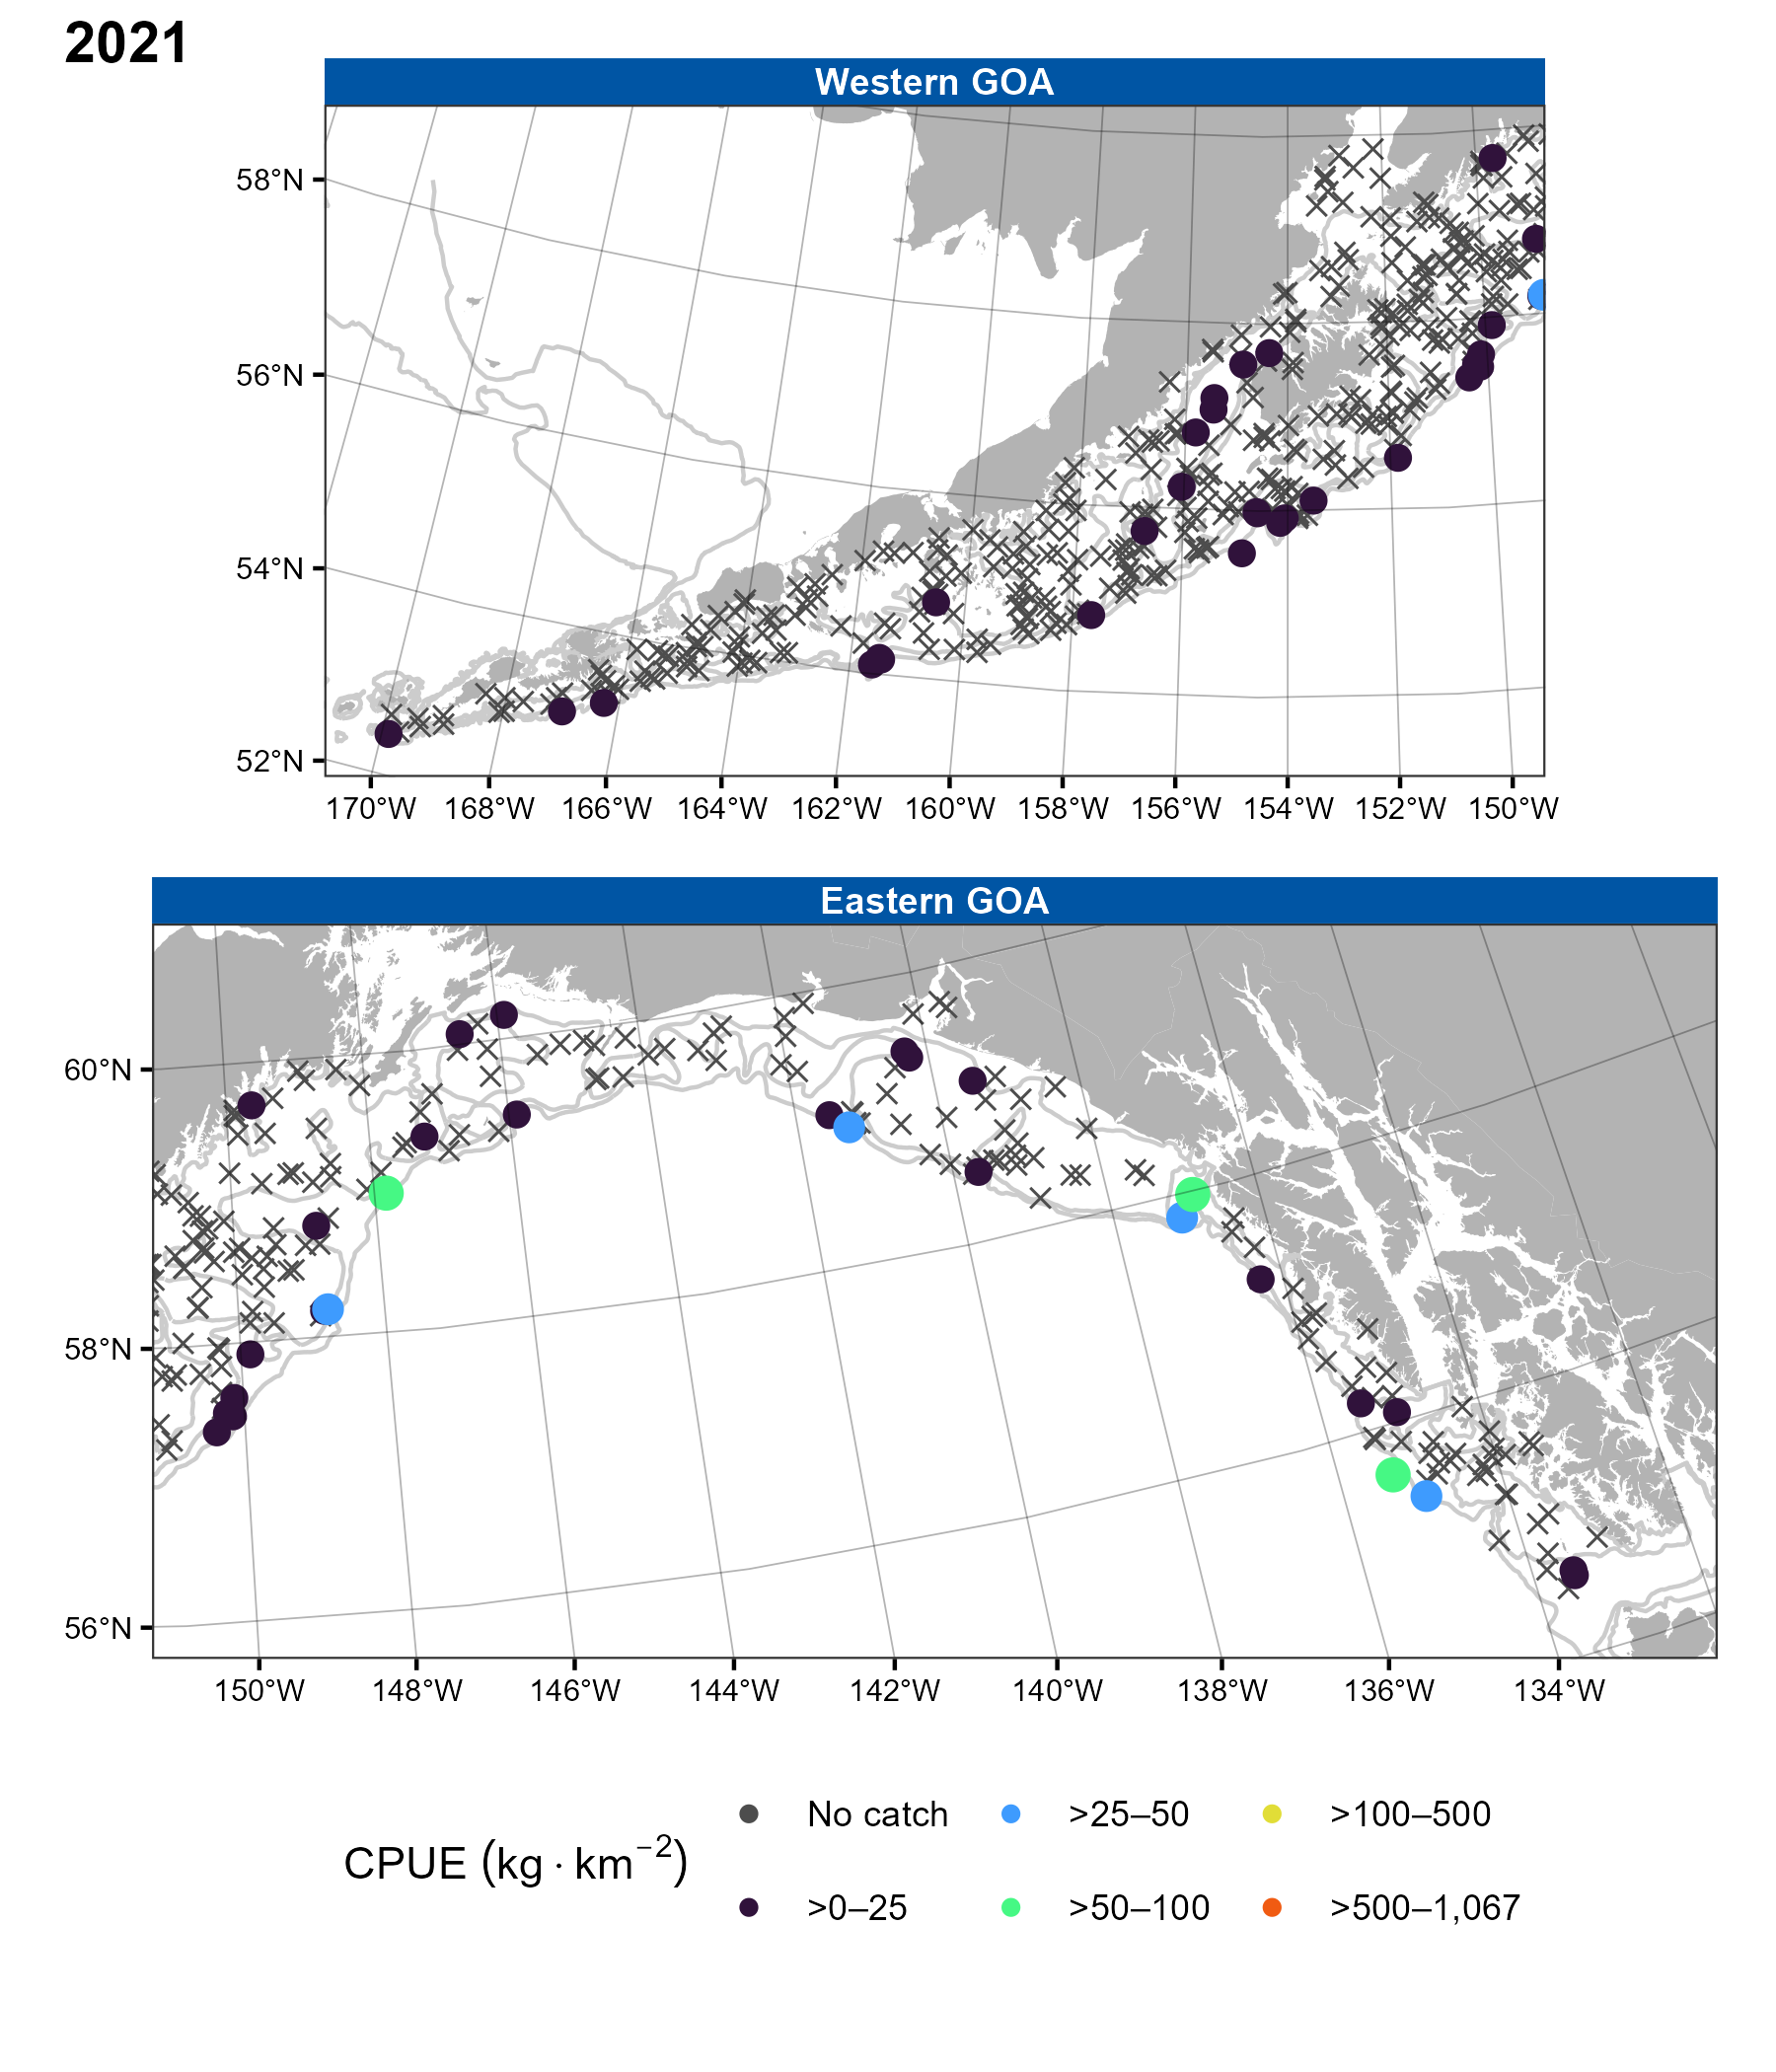 2021
Western GOA
58°N
56°N
54°N
52°N
170°W 168°W 166°W 164°W 162°W 160°W 158°W 156°W 154°W 152°W 150°W
Eastern GOA
60°N
58°N
56°N
150°W 148°W 146°W 144°W 142°W 140°W 138°W 136°W 134°W
CPUE (kg · km⁻²)
No catch >25–50 >100–500
>0–25 >50–100 >500–1,067